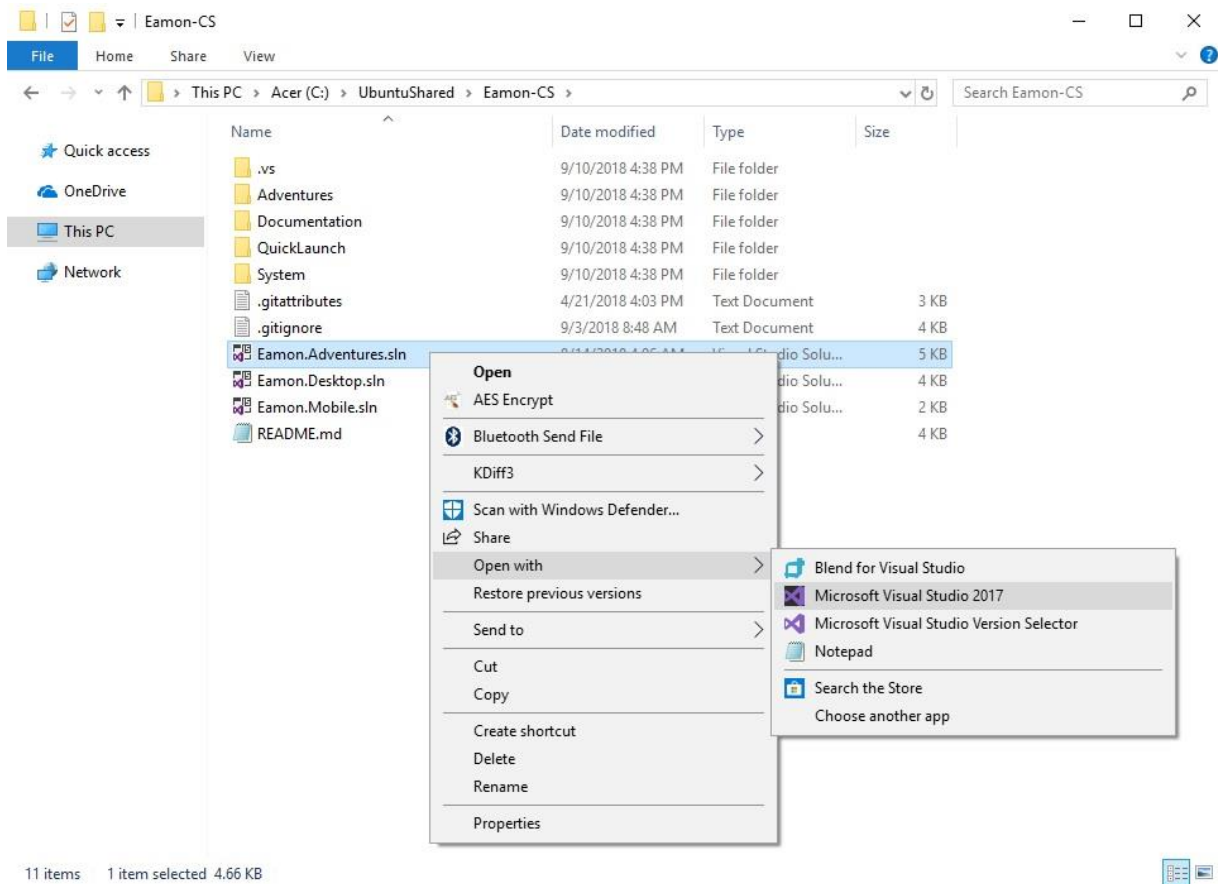 Eamon-CS
File Home Share View
This PC > Acer (C:) > UbuntuShared > Eamon-CS >
Search Eamon-CS
Quick access
OneDrive
This PC
Network
Name Date modified Type Size
.vs 9/10/2018 4:38 PM File folder
Adventures 9/10/2018 4:38 PM File folder
Documentation 9/10/2018 4:38 PM File folder
QuickLaunch 9/10/2018 4:38 PM File folder
System 9/10/2018 4:38 PM File folder
.gitattributes 4/21/2018 4:03 PM Text Document 3 KB
.gitignore 9/3/2018 8:48 AM Text Document 4 KB
Eamon.Adventures.sln dio Solu... 5 KB
Eamon.Desktop.sln dio Solu... 4 KB
Eamon.Mobile.sln dio Solu... 2 KB
README.md 4 KB
Open
AES Encrypt
Bluetooth Send File
KDiff3
Scan with Windows Defender...
Share
Open with
Restore previous versions
Send to
Cut
Copy
Create shortcut
Delete
Rename
Properties
Blend for Visual Studio
Microsoft Visual Studio 2017
Microsoft Visual Studio Version Selector
Notepad
Search the Store
Choose another app
11 items 1 item selected 4.66 KB